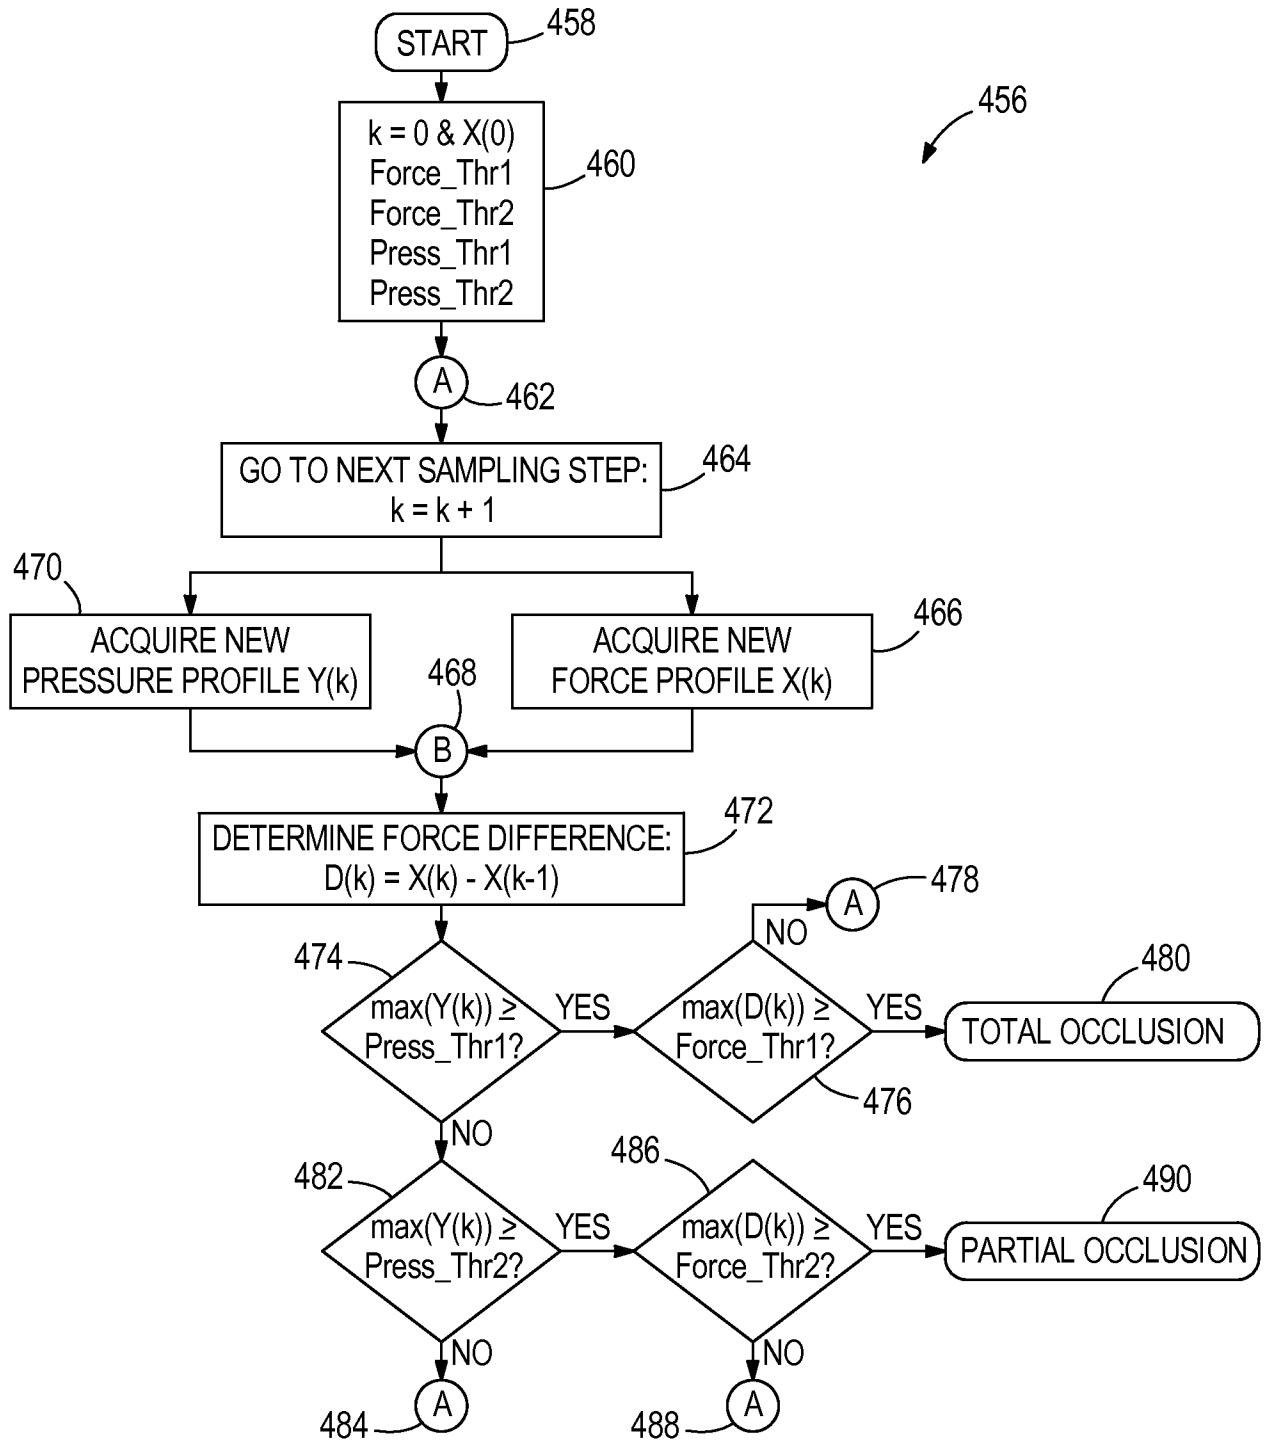 458
START
456
k = 0 & X(0)
Force_Thr1
Force_Thr2
Press_Thr1
Press_Thr2
460
A
462
GO TO NEXT SAMPLING STEP:
k = k + 1
464
470
ACQUIRE NEW
PRESSURE PROFILE Y(k)
466
ACQUIRE NEW
FORCE PROFILE X(k)
468
B
472
DETERMINE FORCE DIFFERENCE:
D(k) = X(k) - X(k-1)
478
A
NO
474
max(Y(k)) ≥
Press_Thr1?
YES
max(D(k)) ≥
Force_Thr1?
476
YES
480
TOTAL OCCLUSION
NO
482
max(Y(k)) ≥
Press_Thr2?
YES
486
max(D(k)) ≥
Force_Thr2?
YES
490
PARTIAL OCCLUSION
NO
A
484
NO
A
488